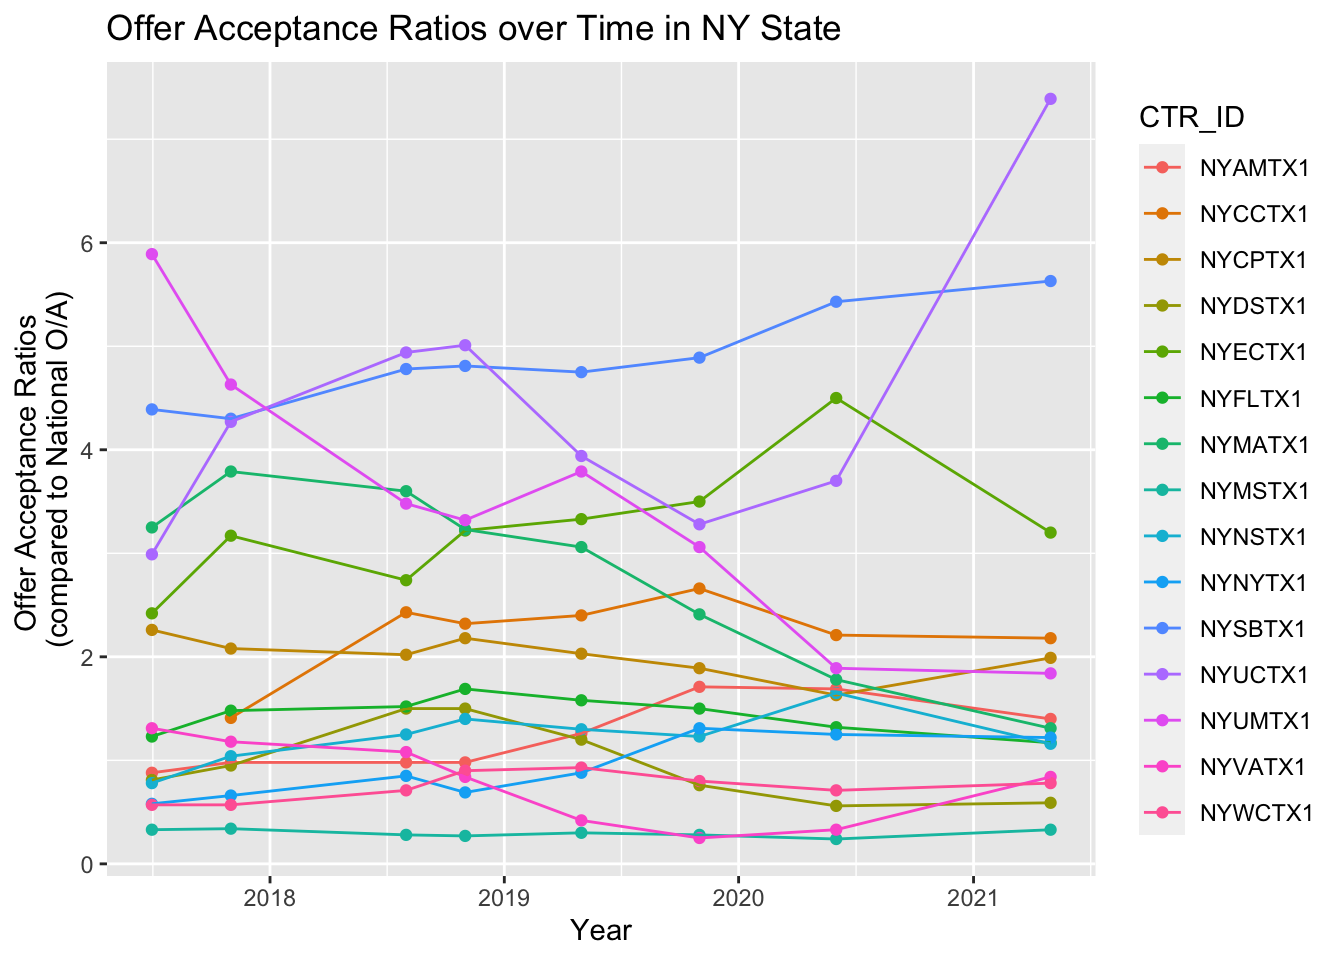 Offer Acceptance Ratios over Time in NY State
Offer Acceptance Ratios
(compared to National O/A)
6
4
2
0
2018
2019
2020
2021
Year
CTR_ID
NYAMTX1
NYCCTX1
NYCPTX1
NYDSTX1
NYECTX1
NYFLTX1
NYMATX1
NYMSTX1
NYNSTX1
NYNYTX1
NYSBTX1
NYUCTX1
NYUMTX1
NYVATX1
NYWCTX1